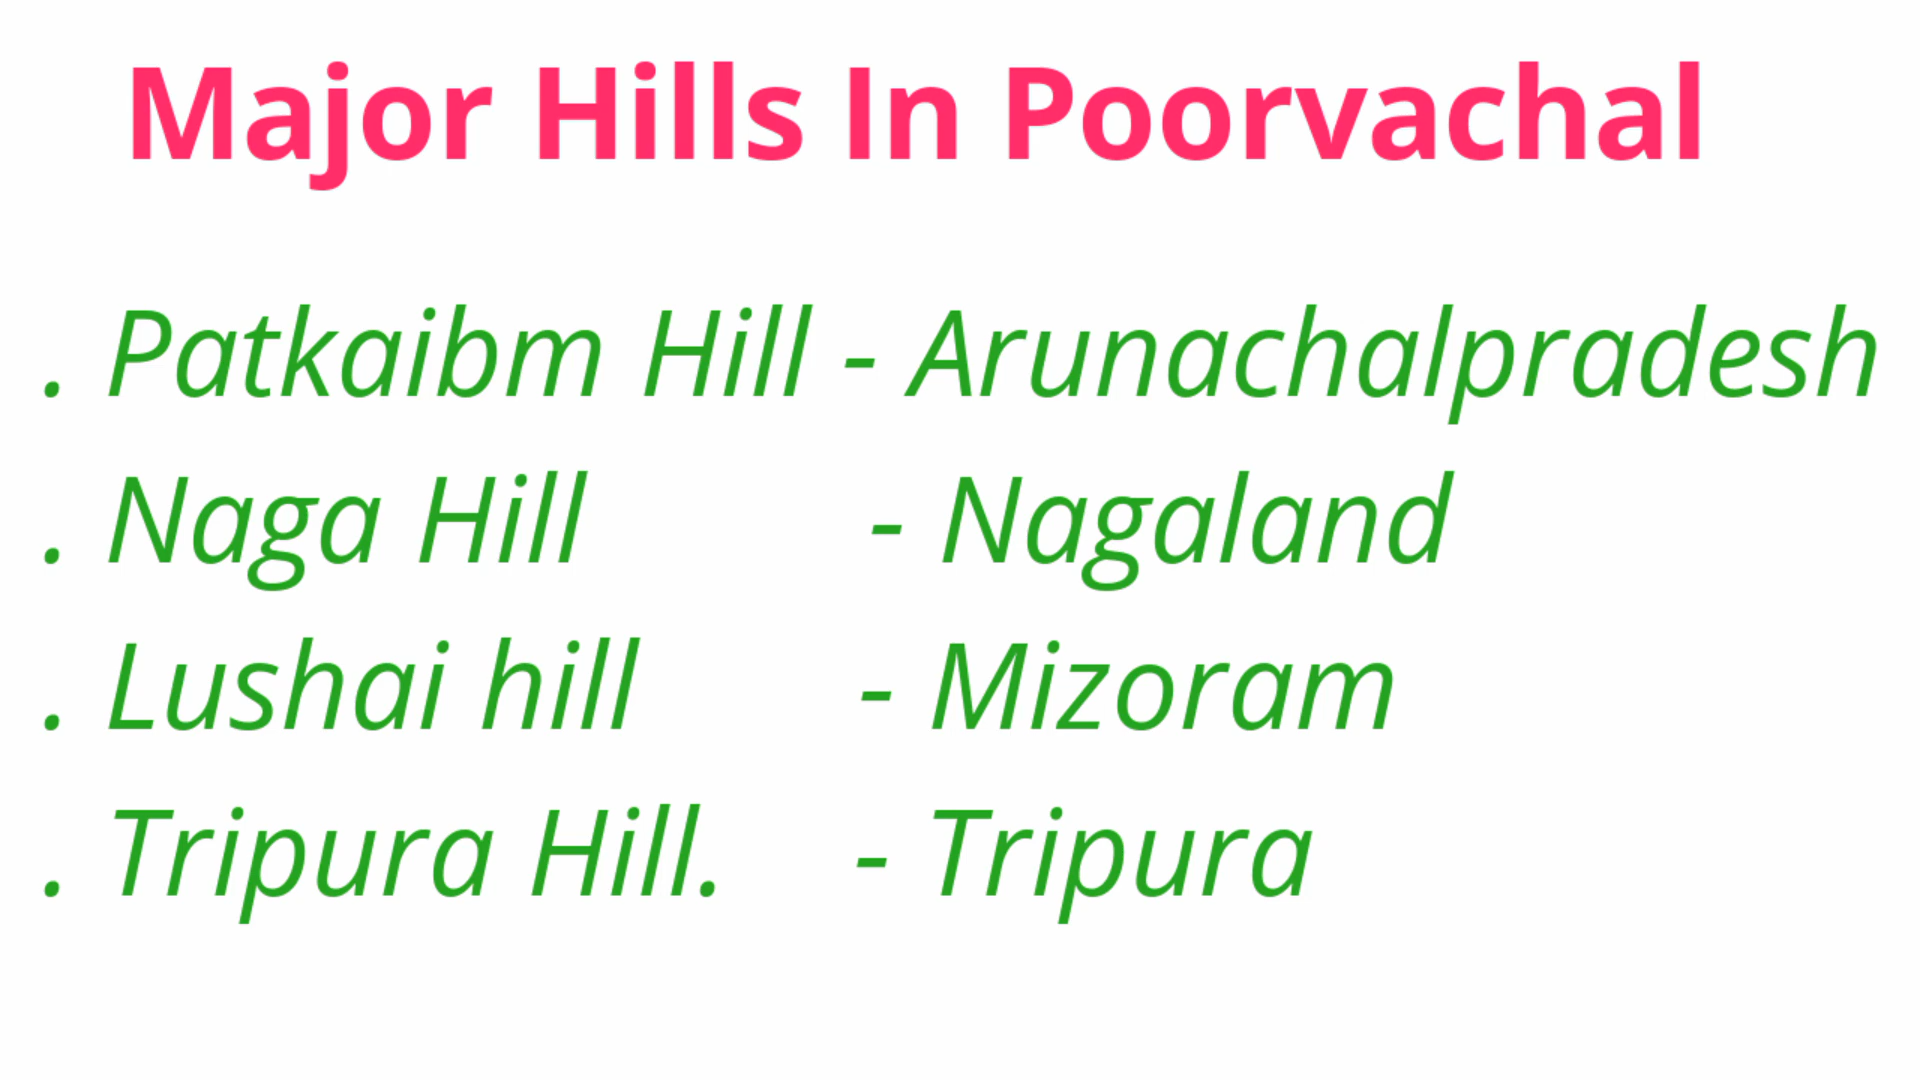 Major Hills In Poorvachal
. Patkaibm Hill - Arunachalpradesh
. Naga Hill - Nagaland
. Lushai hill - Mizoram
. Tripura Hill. - Tripura